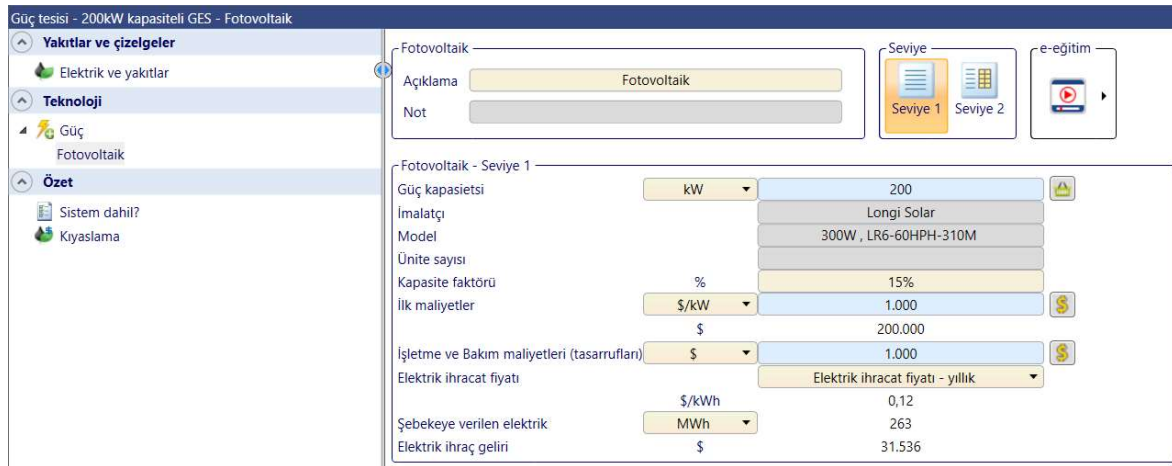 Güç tesisi - 200kW kapasiteli GES - Fotovoltaik
Yakıtlar ve çizelgeler
Elektrik ve yakıtlar
Teknoloji
Güç
Fotovoltaik
Özet
Sistem dahil?
Kıyaslama
Fotovoltaik
Açıklama Fotovoltaik
Not
Seviye
Seviye 1 Seviye 2
e-eğitim
Fotovoltaik - Seviye 1
Güç kapasietsi kW 200
İmalatçı Longi Solar
Model 300W , LR6-60HPH-310M
Ünite sayısı
Kapasite faktörü % 15%
İlk maliyetler $/kW 1.000 $
$ 200.000
İşletme ve Bakım maliyetleri (tasarrufları) $ 1.000 $
Elektrik ihracat fiyatı Elektrik ihracat fiyatı - yıllık
$/kWh 0,12
Şebekeye verilen elektrik MWh 263
Elektrik ihraç geliri $ 31.536